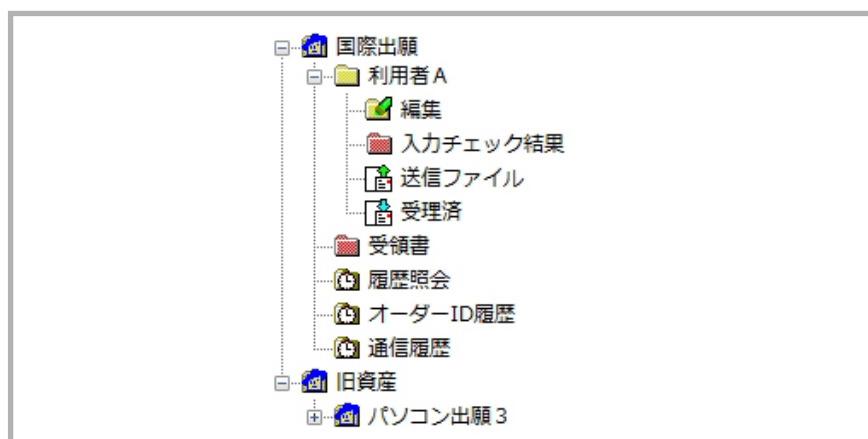 国際出願
利用者A
編集
入力チェック結果
送信ファイル
受理済
受領書
履歴照会
オーダーID履歴
通信履歴
旧資産
パソコン出願3